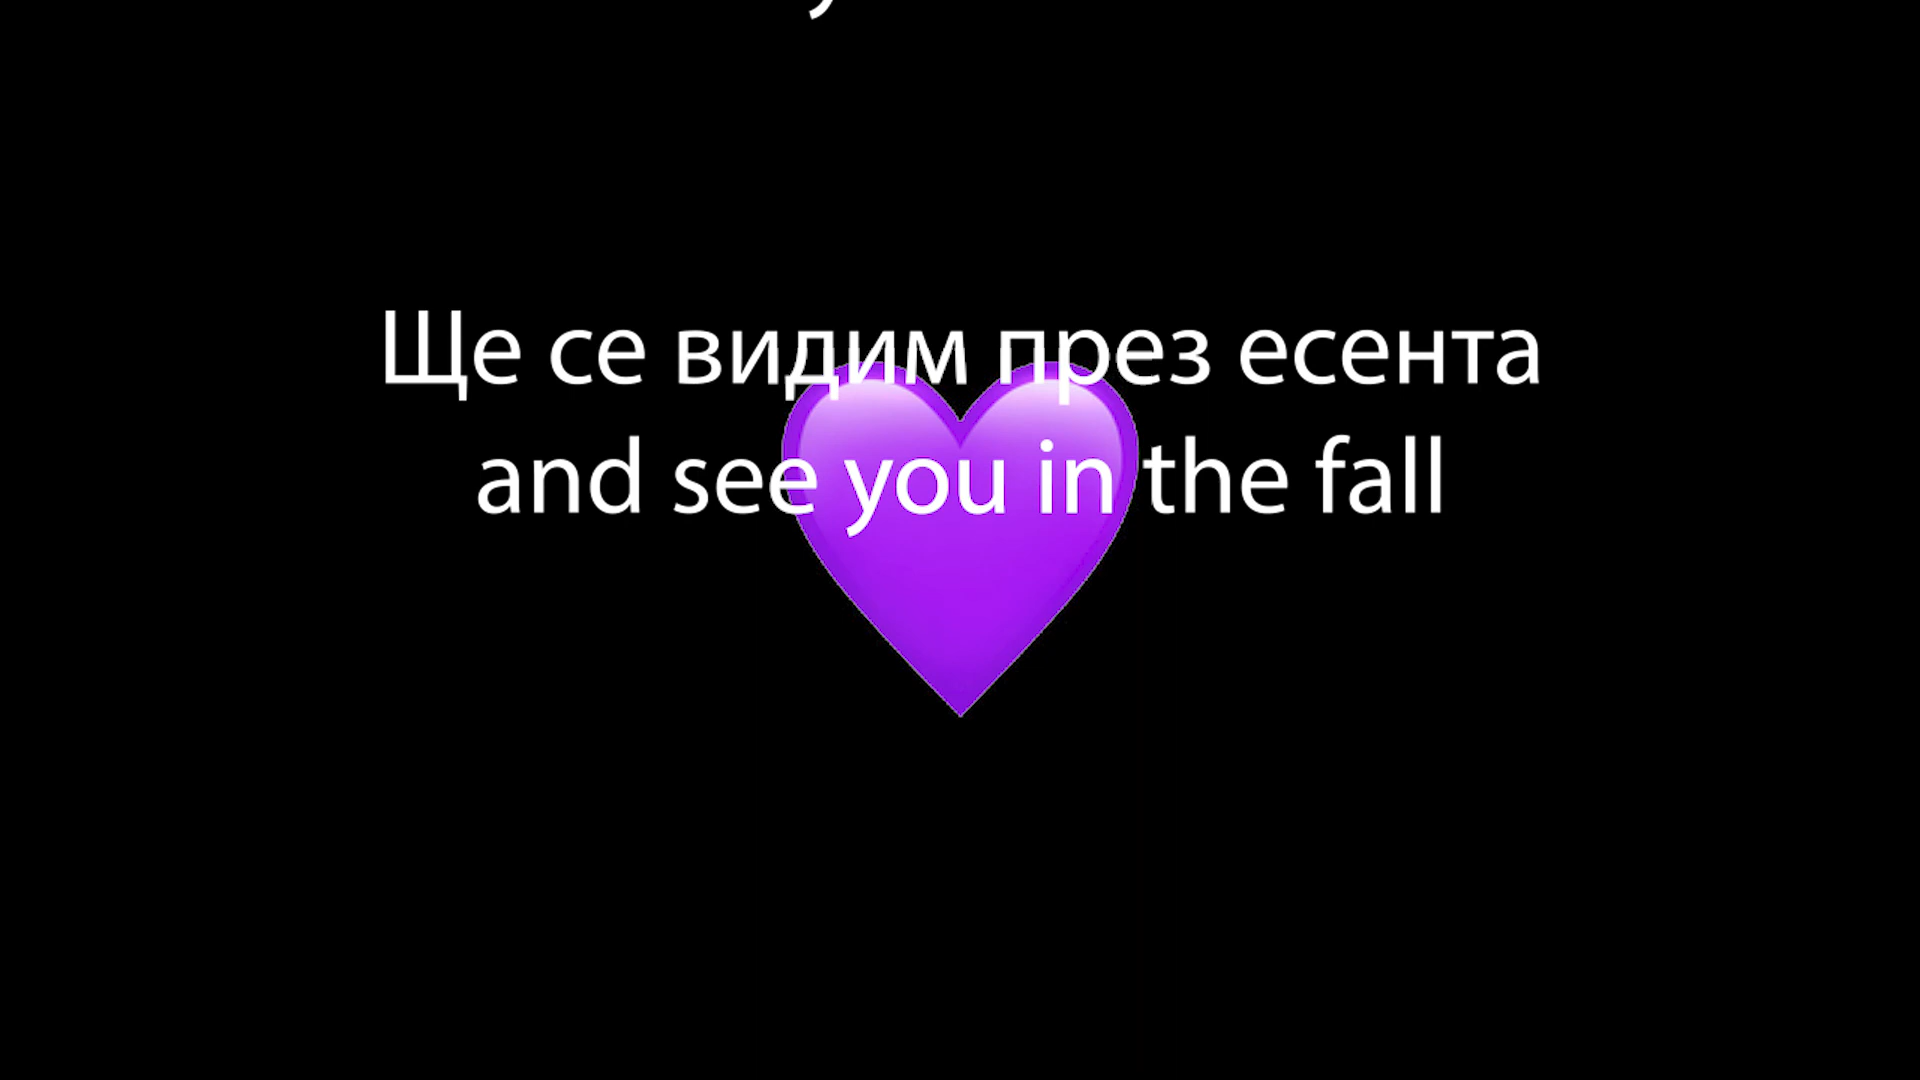 Ще се видим през есента
and see you in the fall